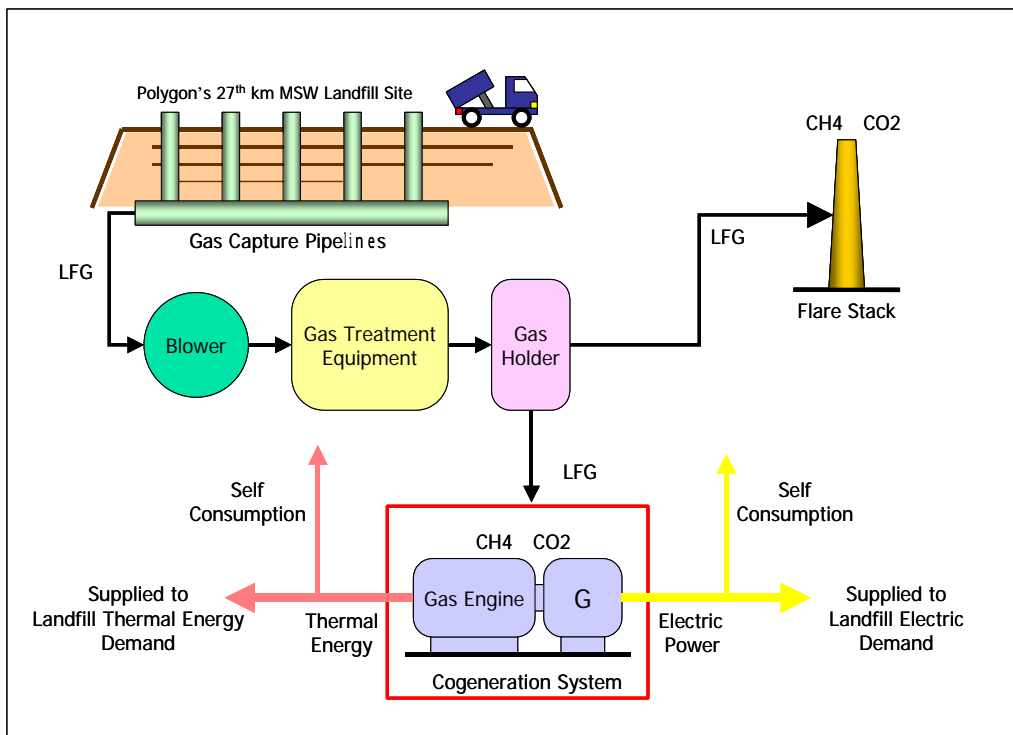 Polygon's 27th km MSW Landfill Site
CH4 CO2
Gas Capture Pipelines
LFG
LFG
Flare Stack
Blower
Gas Treatment
Equipment
Gas
Holder
LFG
Self
Consumption
Self
Consumption
CH4 CO2
Gas Engine
G
Supplied to
Landfill Thermal Energy
Demand
Thermal
Energy
Electric
Power
Supplied to
Landfill Electric
Demand
Cogeneration System